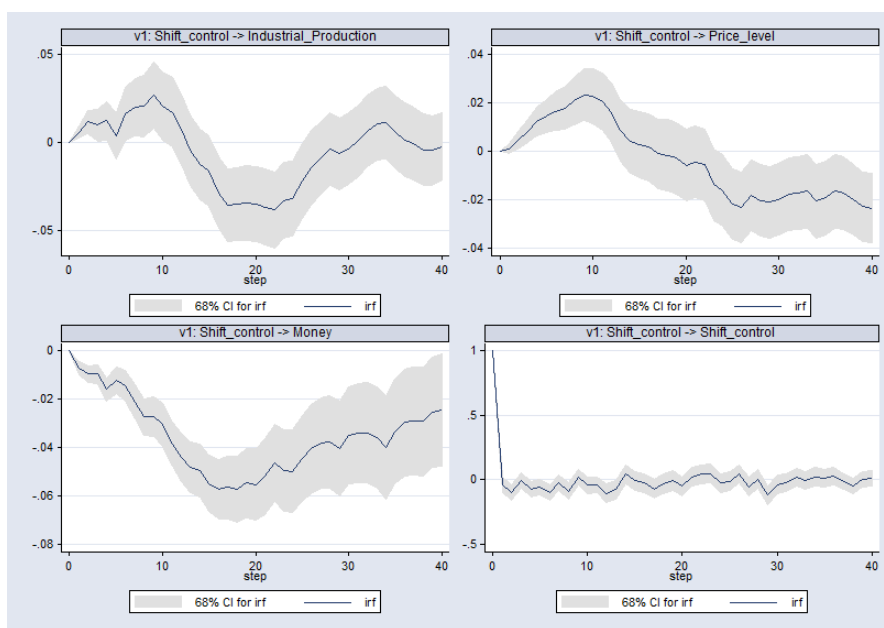 v1: Shift_control -> Industrial_Production
.05
0
-.05
0
10
20
30
40
step
68% CI for irf
irf
v1: Shift_control -> Price_level
.04
.02
0
-.02
-.04
0
10
20
30
40
step
68% CI for irf
irf
v1: Shift_control -> Money
0
-.02
-.04
-.06
-.08
0
10
20
30
40
step
68% CI for irf
irf
v1: Shift_control -> Shift_control
1
.5
0
-.5
0
10
20
30
40
step
68% CI for irf
irf